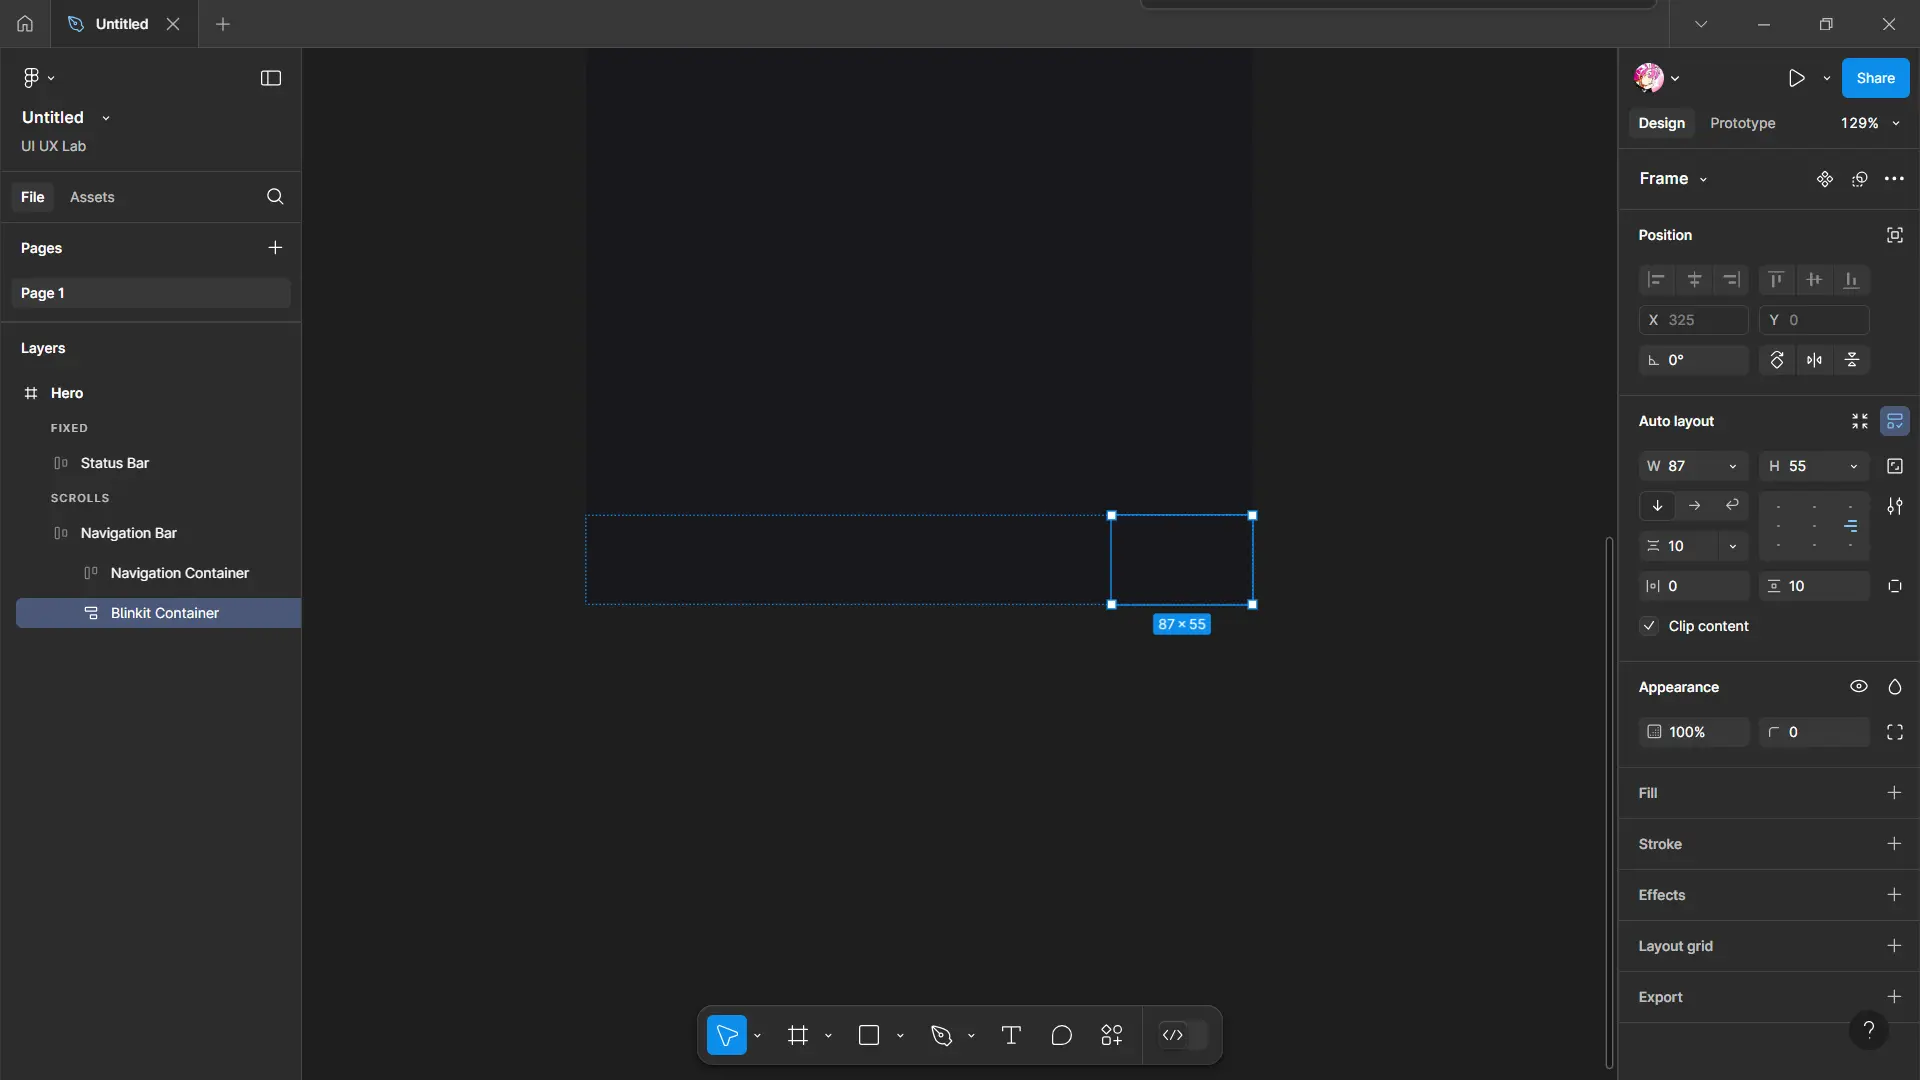 Untitled
Untitled
UI UX Lab
File
Assets
Pages
Page 1
Layers
Hero
FIXED
Status Bar
SCROLLS
Navigation Bar
Navigation Container
Blinkit Container
87 × 55
Share
Design
Prototype
129%
Frame
Position
X 325
Y 0
0°
Auto layout
W 87
H 55
10
0
10
Clip content
Appearance
100%
0
Fill
Stroke
Effects
Layout grid
Export
?